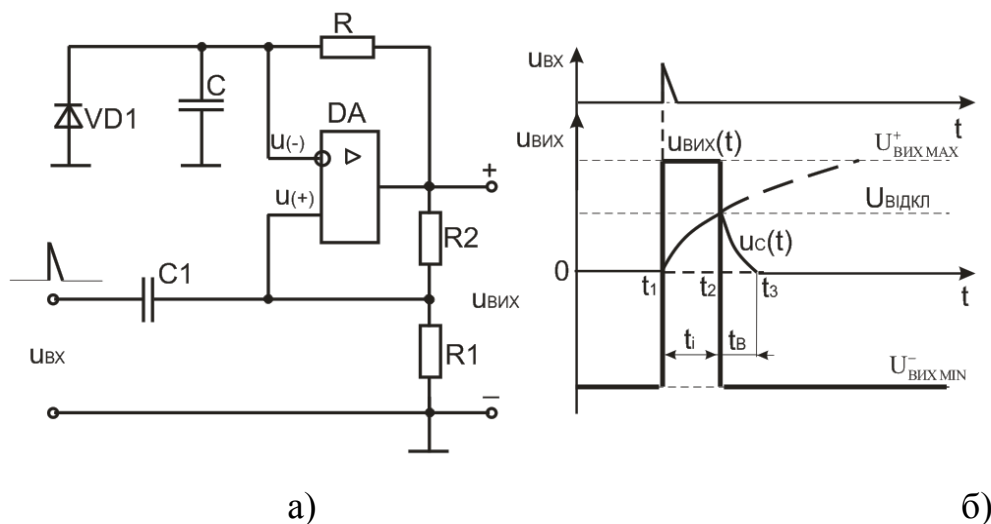 R
C
VD1
DA
u(-)
u(+)
+
R2
C1
uВИХ
R1
uВХ
−
а)
uВХ
t
uВИХ
uВИХ(t)
U⁺ВИХ MAX
UВІДКЛ
uC(t)
0
t1
t2
t3
t
ti
tВ
U⁻ВИХ MIN
б)